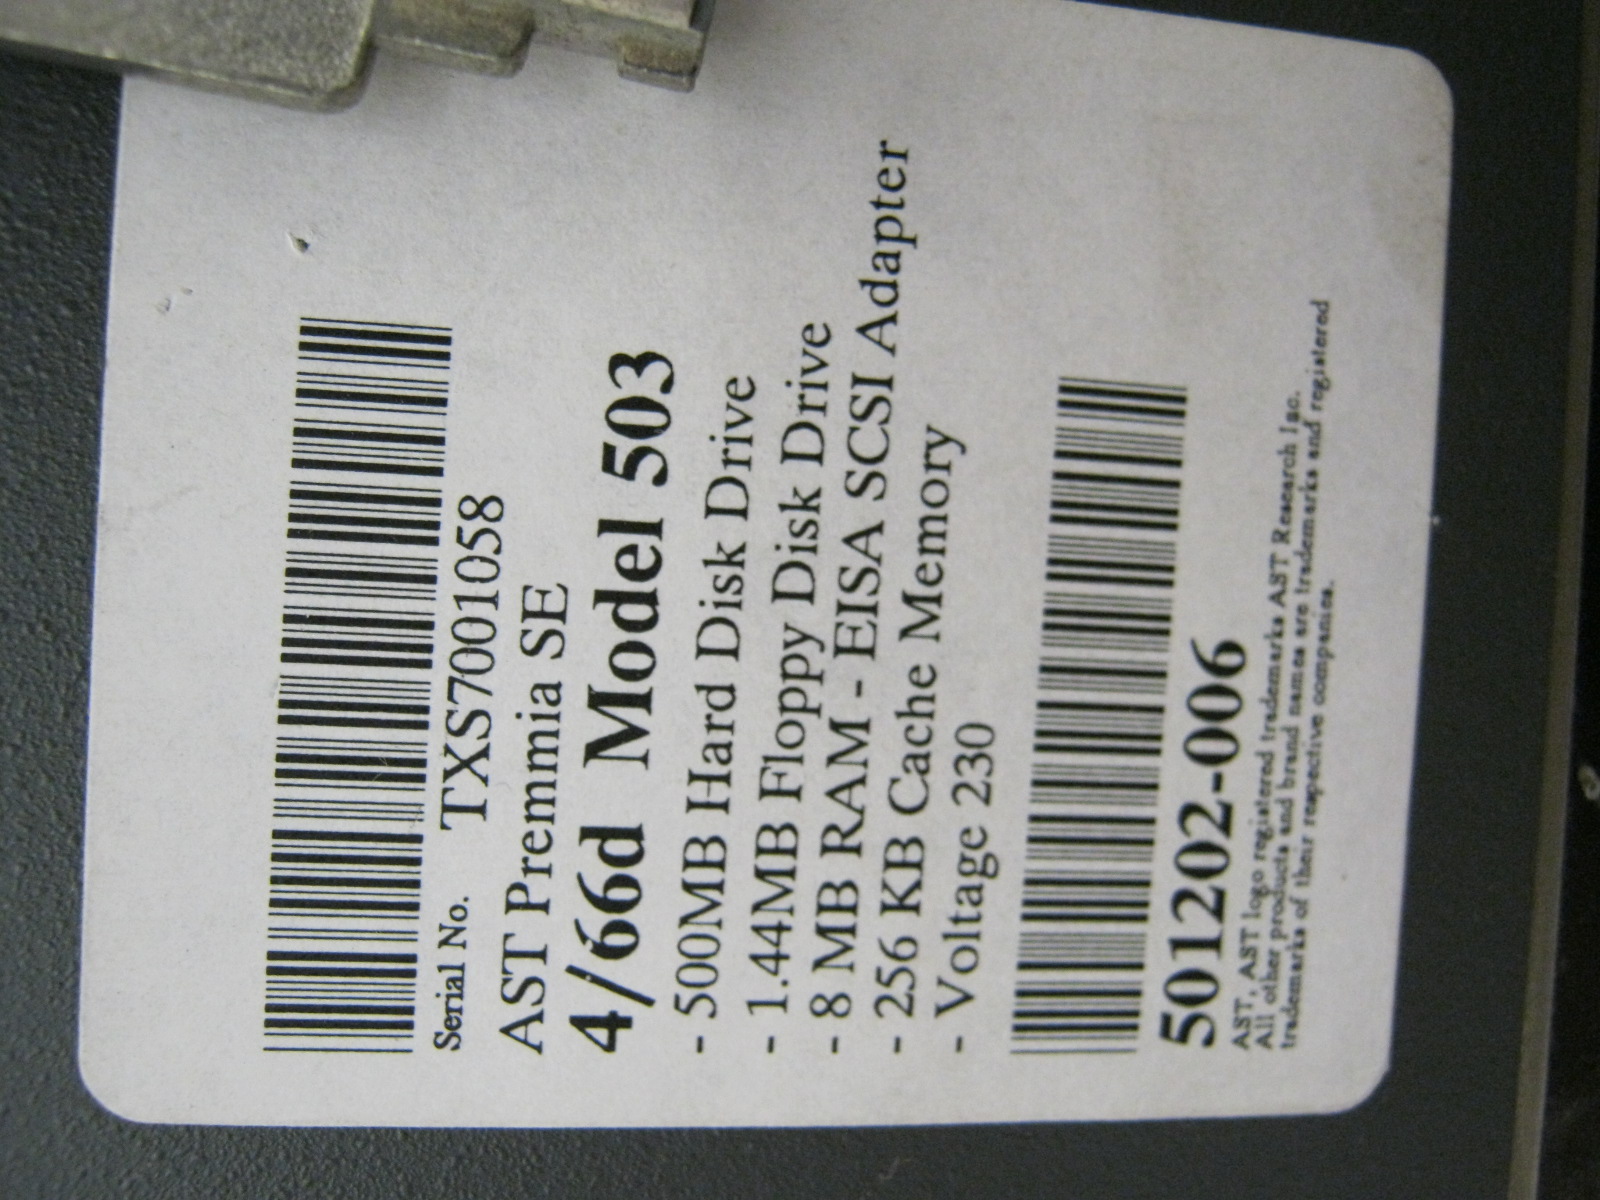 Serial No. TXS7001058
AST Premmia SE
4/66d Model 503
- 500MB Hard Disk Drive
- 1.44MB Floppy Disk Drive
- 8 MB RAM - EISA SCSI Adapter
- 256 KB Cache Memory
- Voltage 230
501202-006
AST, AST logo registered trademarks AST Research Inc.
All other products and brand names are trademarks and registered
trademarks of their respective companies.